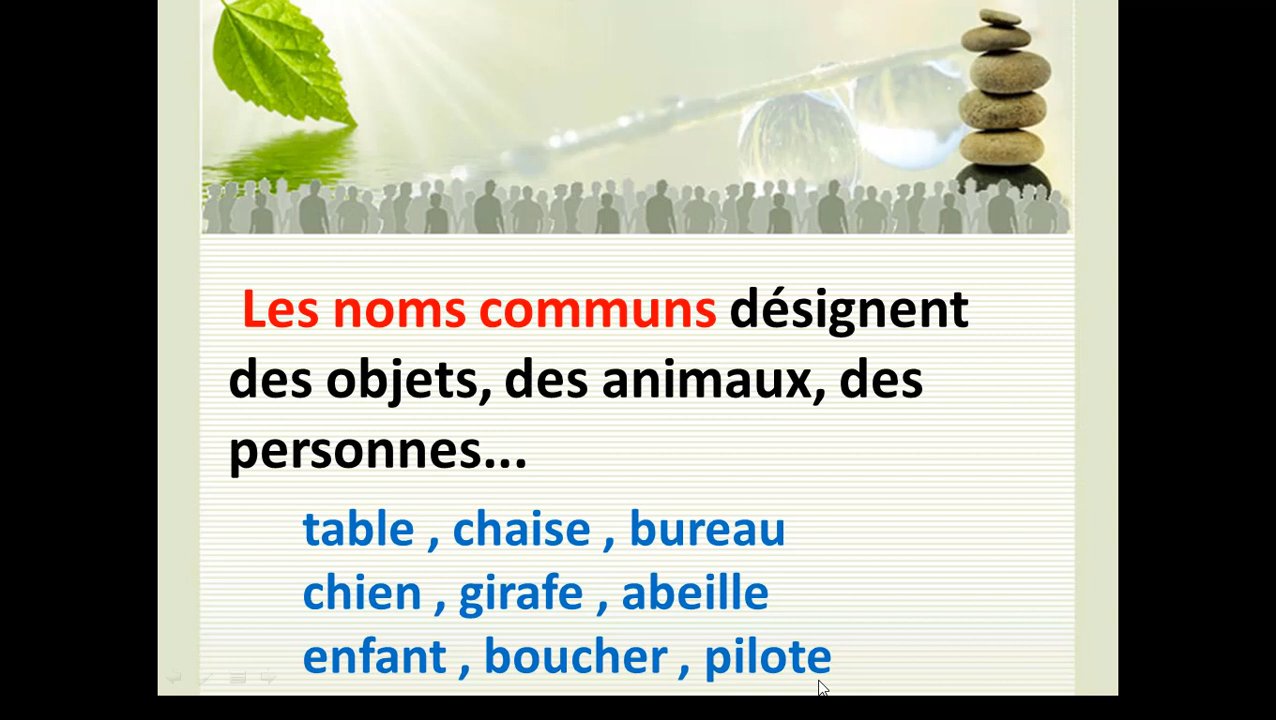 Les noms communs désignent
des objets, des animaux, des
personnes...
table , chaise , bureau
chien , girafe , abeille
enfant , boucher , pilote